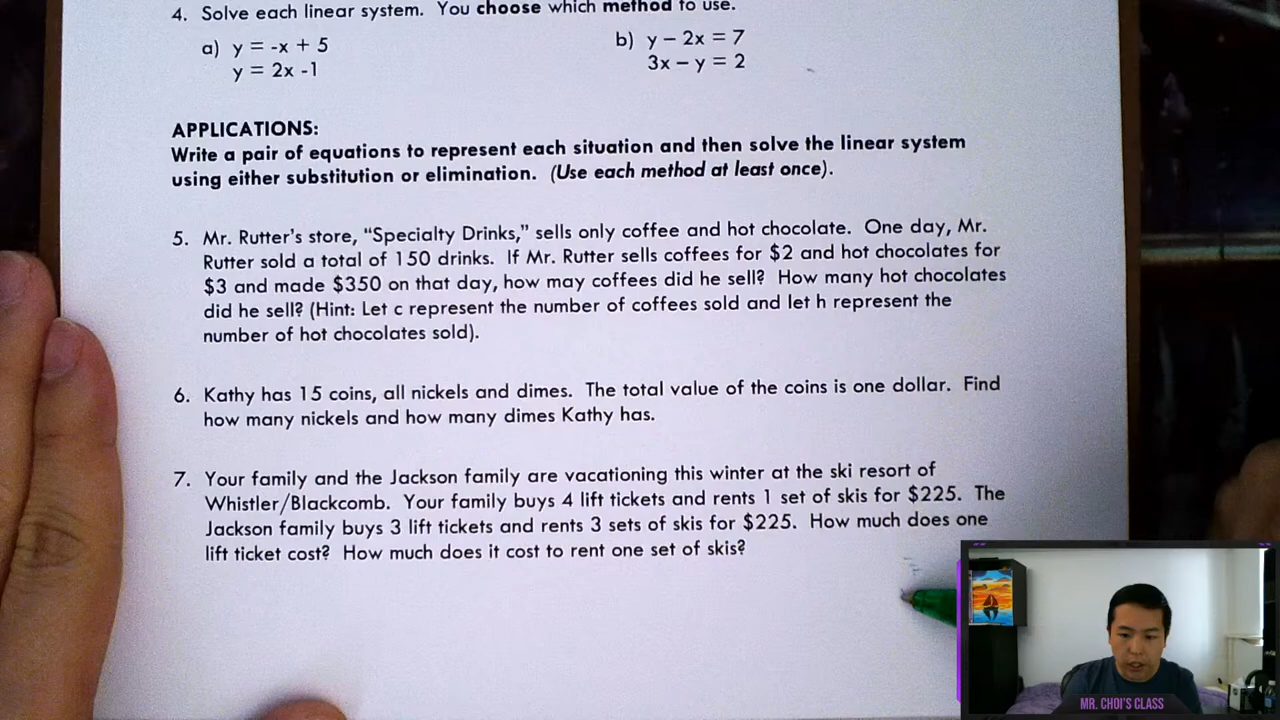 4. Solve each linear system. You choose which method to use.
a) y = -x + 5
y = 2x -1
b) y – 2x = 7
3x – y = 2
APPLICATIONS:
Write a pair of equations to represent each situation and then solve the linear system
using either substitution or elimination. (Use each method at least once).
5. Mr. Rutter's store, "Specialty Drinks," sells only coffee and hot chocolate. One day, Mr.
Rutter sold a total of 150 drinks. If Mr. Rutter sells coffees for $2 and hot chocolates for
$3 and made $350 on that day, how may coffees did he sell? How many hot chocolates
did he sell? (Hint: Let c represent the number of coffees sold and let h represent the
number of hot chocolates sold).
6. Kathy has 15 coins, all nickels and dimes. The total value of the coins is one dollar. Find
how many nickels and how many dimes Kathy has.
7. Your family and the Jackson family are vacationing this winter at the ski resort of
Whistler/Blackcomb. Your family buys 4 lift tickets and rents 1 set of skis for $225. The
Jackson family buys 3 lift tickets and rents 3 sets of skis for $225. How much does one
lift ticket cost? How much does it cost to rent one set of skis?
MR. CHOI'S CLASS